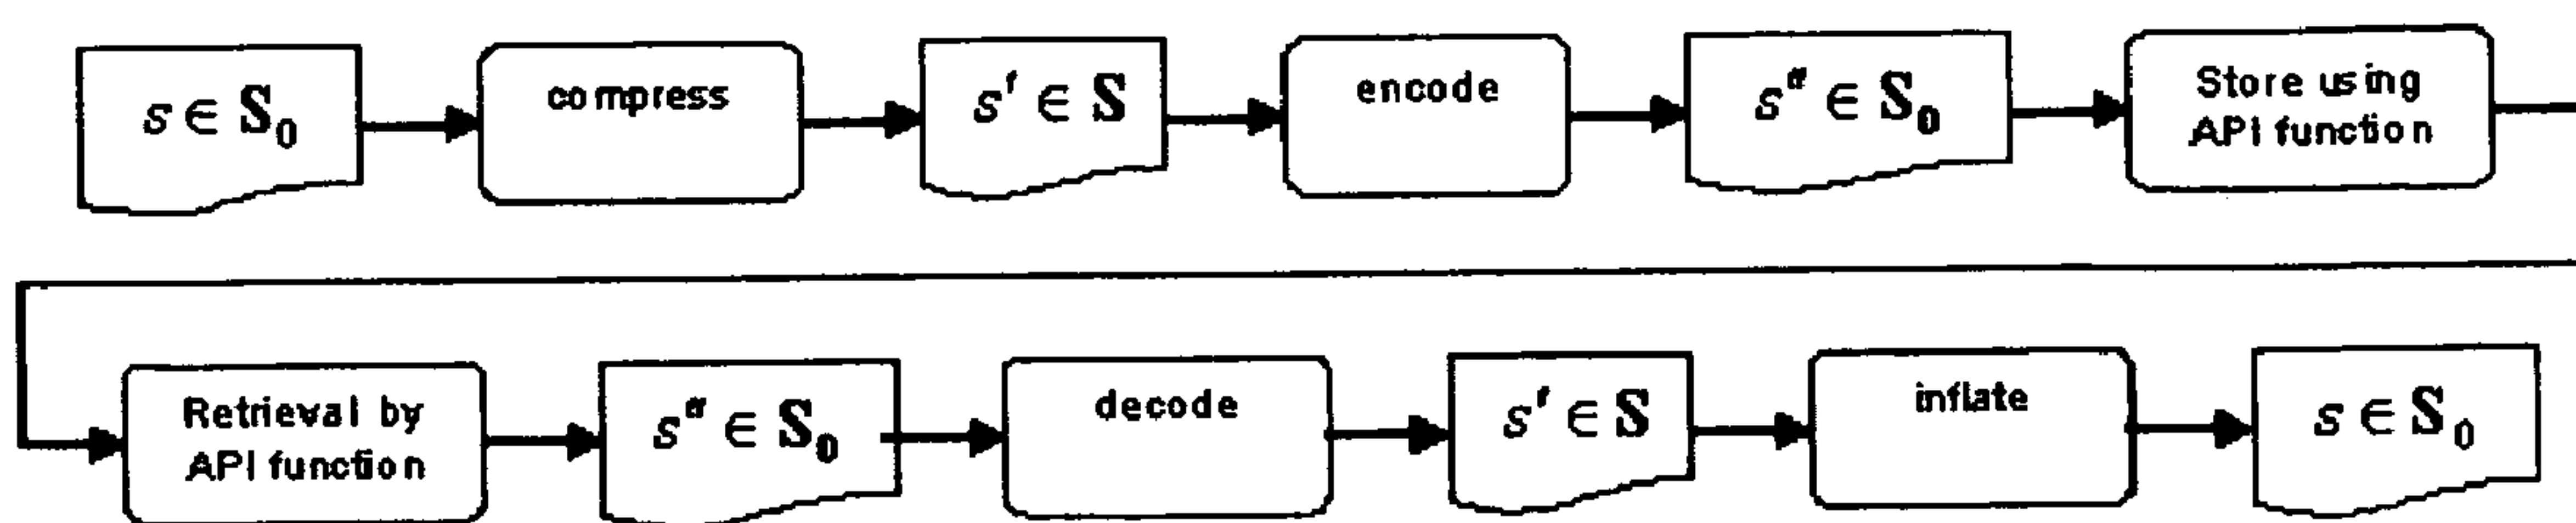 s ∈ S₀
compress
s′ ∈ S
encode
s″ ∈ S₀
Store using
API function
Retrieval by
API function
s″ ∈ S₀
decode
s′ ∈ S
inflate
s ∈ S₀